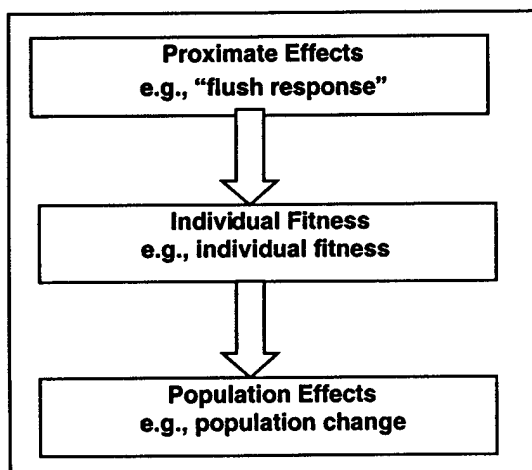 Proximate Effects
e.g., “flush response”
Individual Fitness
e.g., individual fitness
Population Effects
e.g., population change